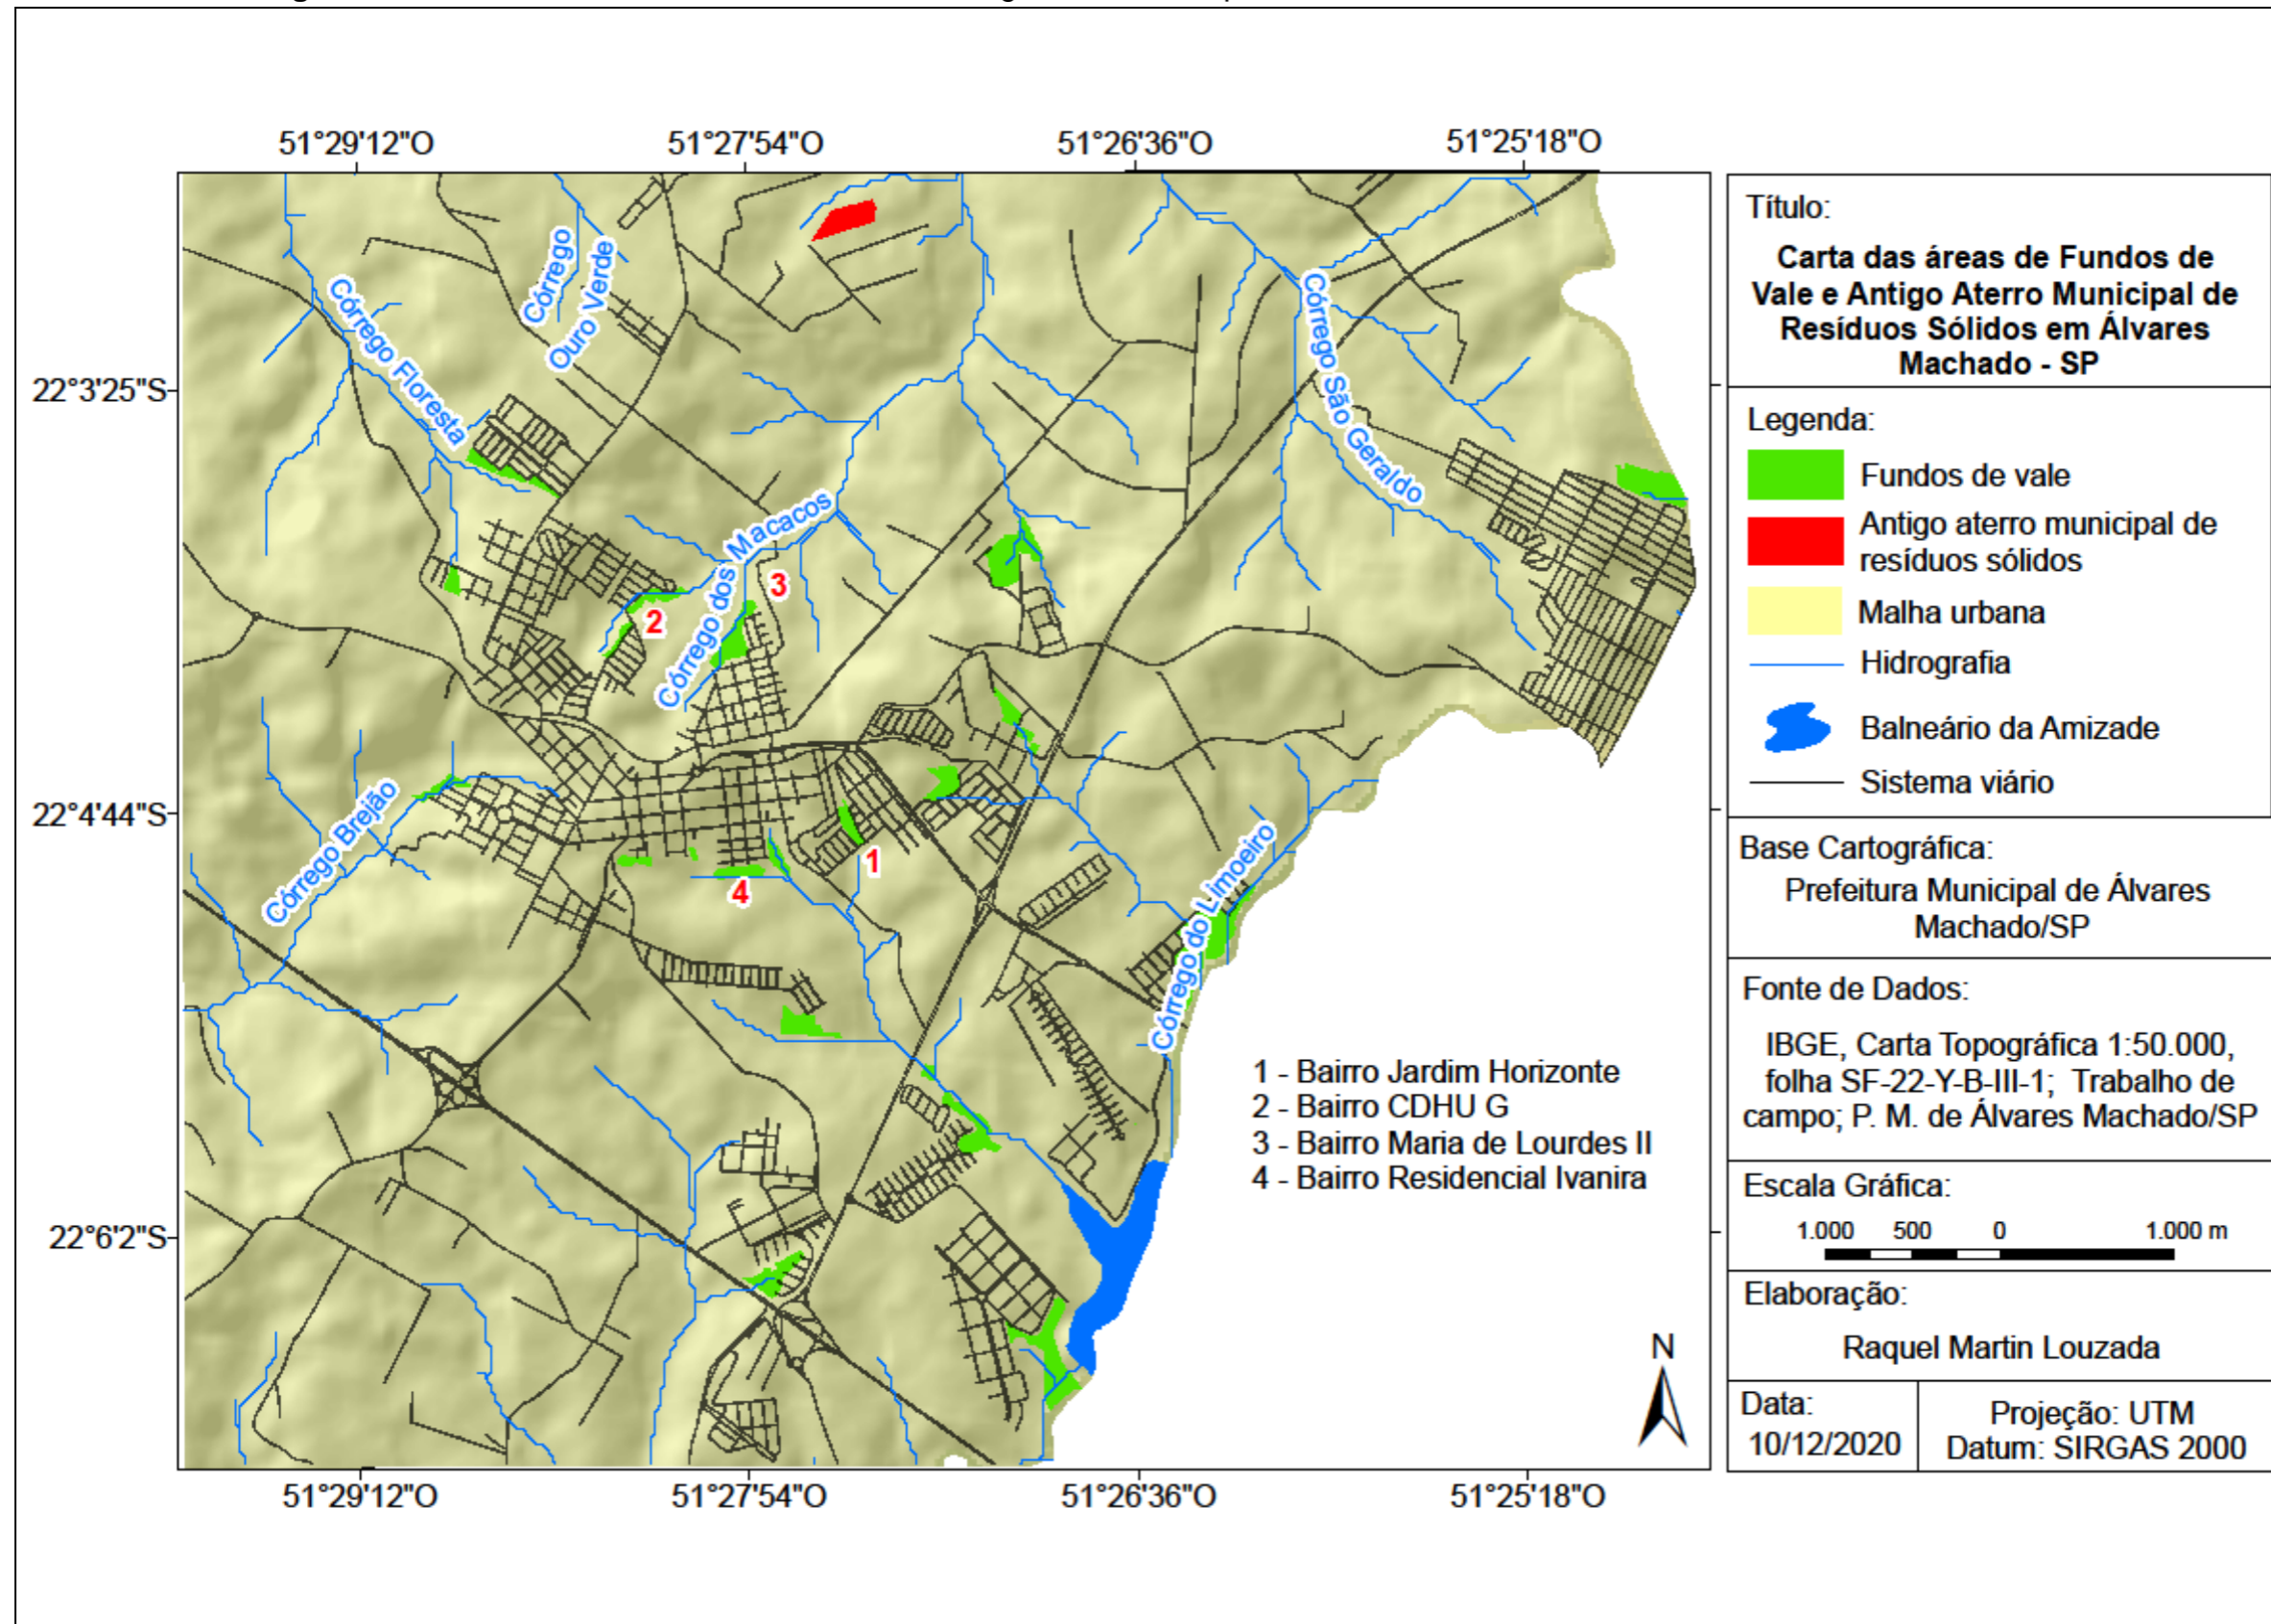 51°29'12"O 51°27'54"O 51°26'36"O 51°25'18"O
22°3'25"S
22°4'44"S
22°6'2"S
Córrego Floresta
Córrego
Ouro Verde
Córrego dos Macacos
Córrego São Geraldo
Córrego Brejão
Córrego do Limoeiro
3
2
1
4
1 - Bairro Jardim Horizonte
2 - Bairro CDHU G
3 - Bairro Maria de Lourdes II
4 - Bairro Residencial Ivanira
N
51°29'12"O 51°27'54"O 51°26'36"O 51°25'18"O
Título:
Carta das áreas de Fundos de
Vale e Antigo Aterro Municipal de
Resíduos Sólidos em Álvares
Machado - SP
Legenda:
Fundos de vale
Antigo aterro municipal de
resíduos sólidos
Malha urbana
Hidrografia
Balneário da Amizade
Sistema viário
Base Cartográfica:
Prefeitura Municipal de Álvares
Machado/SP
Fonte de Dados:
IBGE, Carta Topográfica 1:50.000,
folha SF-22-Y-B-III-1; Trabalho de
campo; P. M. de Álvares Machado/SP
Escala Gráfica:
1.000 500 0 1.000 m
Elaboração:
Raquel Martin Louzada
Data:
10/12/2020
Projeção: UTM
Datum: SIRGAS 2000